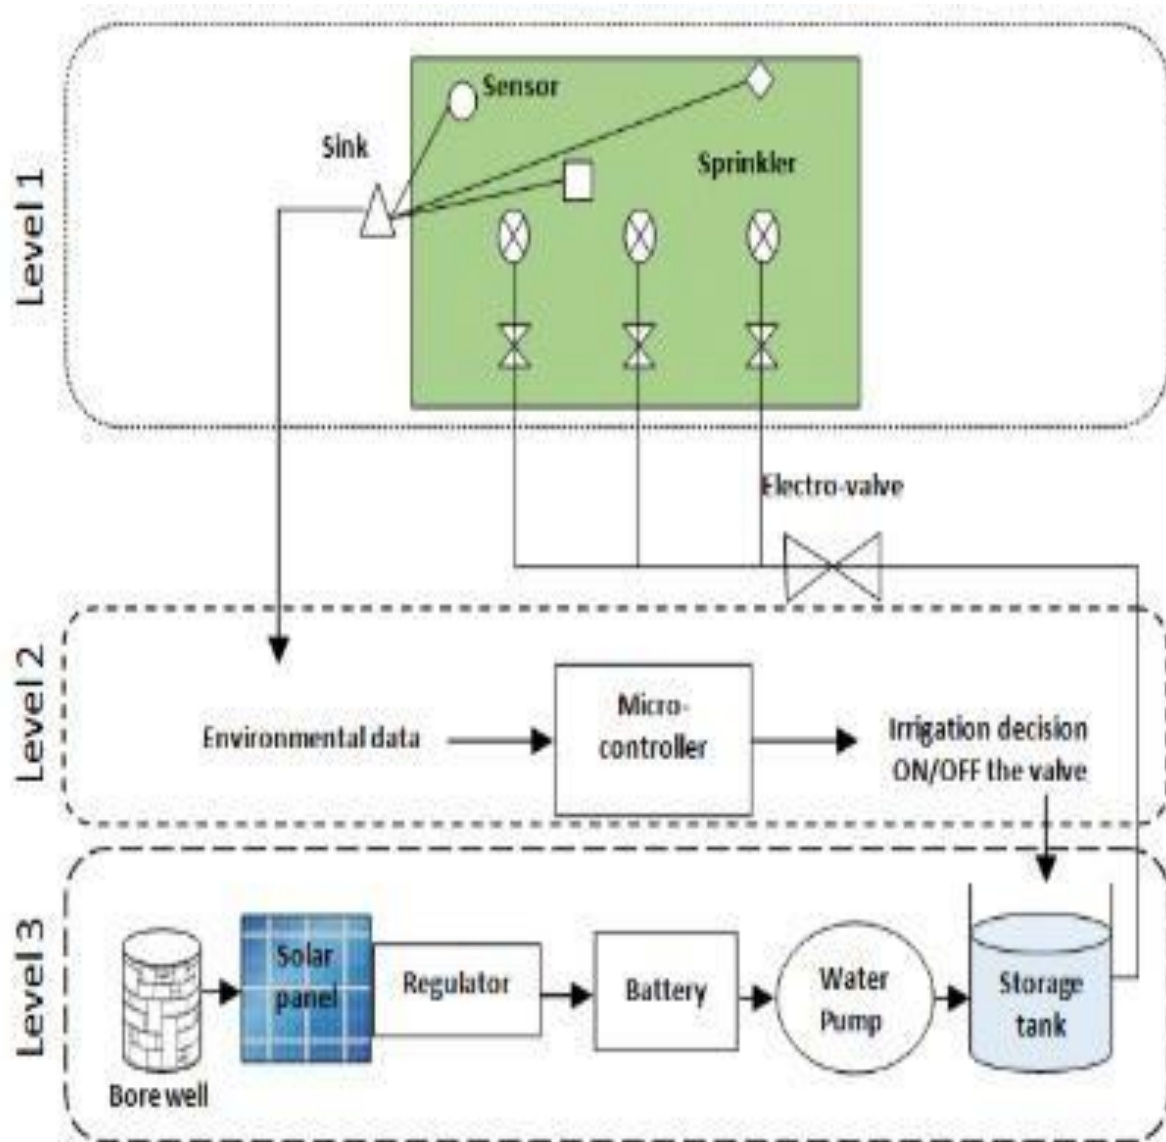 Level 1
Sensor
Sink
Sprinkler
Electro-valve
Level 2
Environmental data
Micro-
controller
Irrigation decision
ON/OFF the valve
Level 3
Bore well
Solar
panel
Regulator
Battery
Water
Pump
Storage
tank